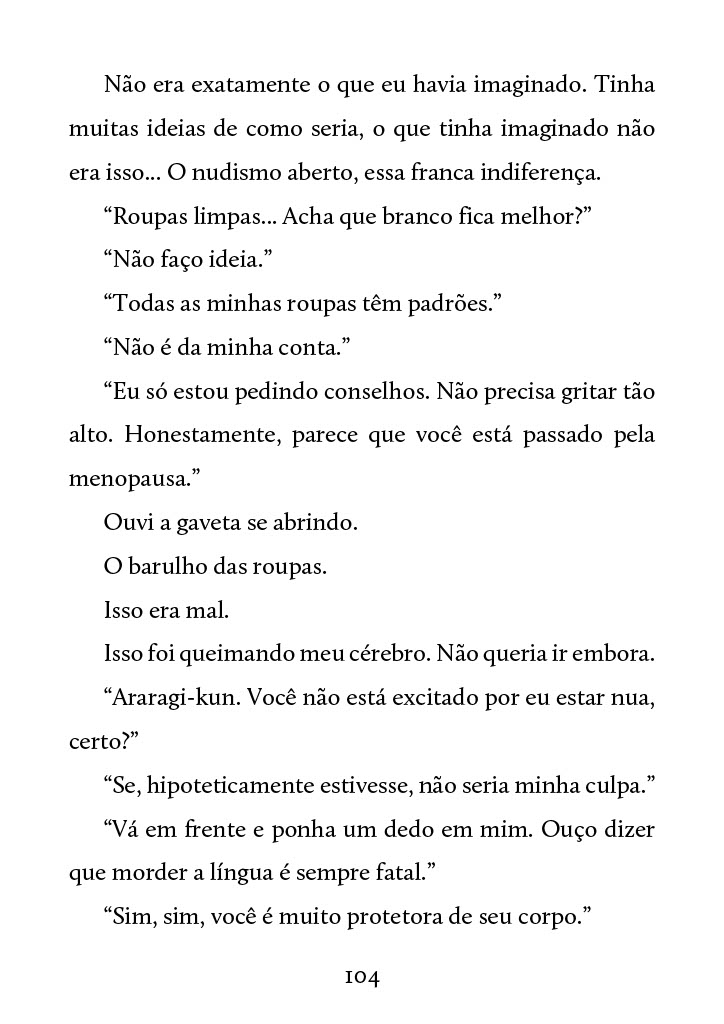 Não era exatamente o que eu havia imaginado. Tinha
muitas ideias de como seria, o que tinha imaginado não
era isso... O nudismo aberto, essa franca indiferença.
“Roupas limpas... Acha que branco fica melhor?”
“Não faço ideia.”
“Todas as minhas roupas têm padrões.”
“Não é da minha conta.”
“Eu só estou pedindo conselhos. Não precisa gritar tão
alto. Honestamente, parece que você está passado pela
menopausa.”
Ouvi a gaveta se abrindo.
O barulho das roupas.
Isso era mal.
Isso foi queimando meu cérebro. Não queria ir embora.
“Araragi-kun. Você não está excitado por eu estar nua,
certo?”
“Se, hipoteticamente estivesse, não seria minha culpa.”
“Vá em frente e ponha um dedo em mim. Ouço dizer
que morder a língua é sempre fatal.”
“Sim, sim, você é muito protetora de seu corpo.”
104